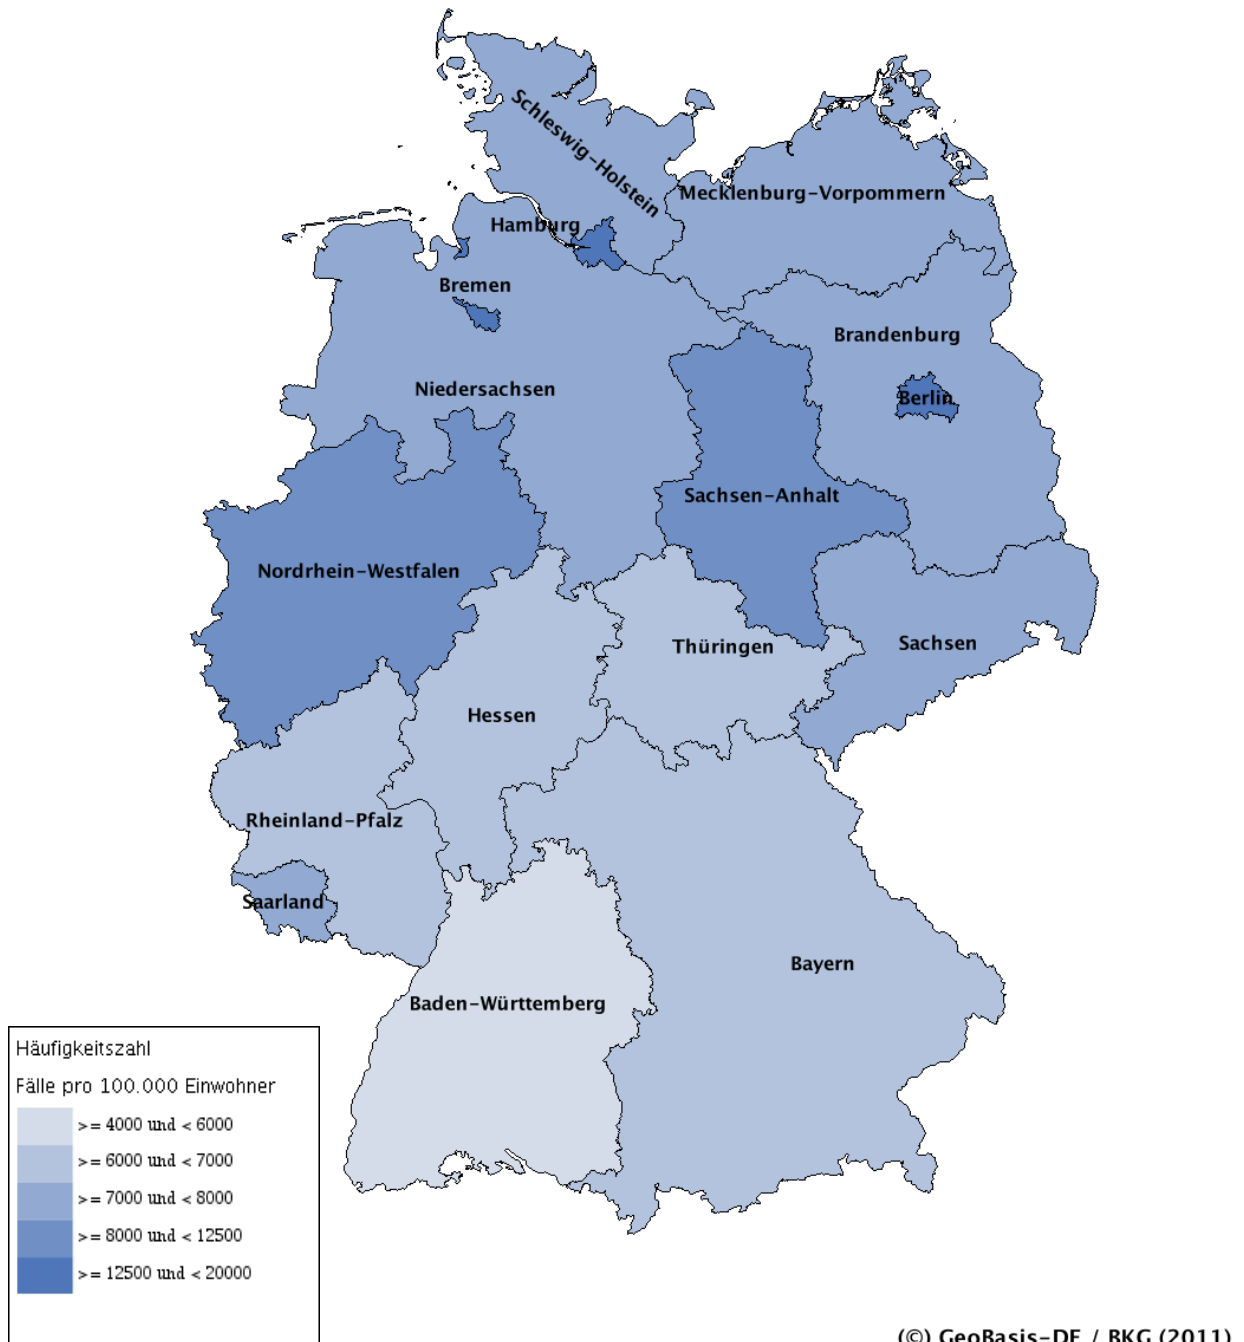 Schleswig-Holstein
Mecklenburg-Vorpommern
Hamburg
Bremen
Brandenburg
Niedersachsen
Berlin
Sachsen-Anhalt
Nordrhein-Westfalen
Thüringen
Sachsen
Hessen
Rheinland-Pfalz
Saarland
Bayern
Baden-Württemberg
Häufigkeitszahl
Fälle pro 100.000 Einwohner
>= 4000 und < 6000
>= 6000 und < 7000
>= 7000 und < 8000
>= 8000 und < 12500
>= 12500 und < 20000
(©) GeoBasis-DE / BKG (2011)